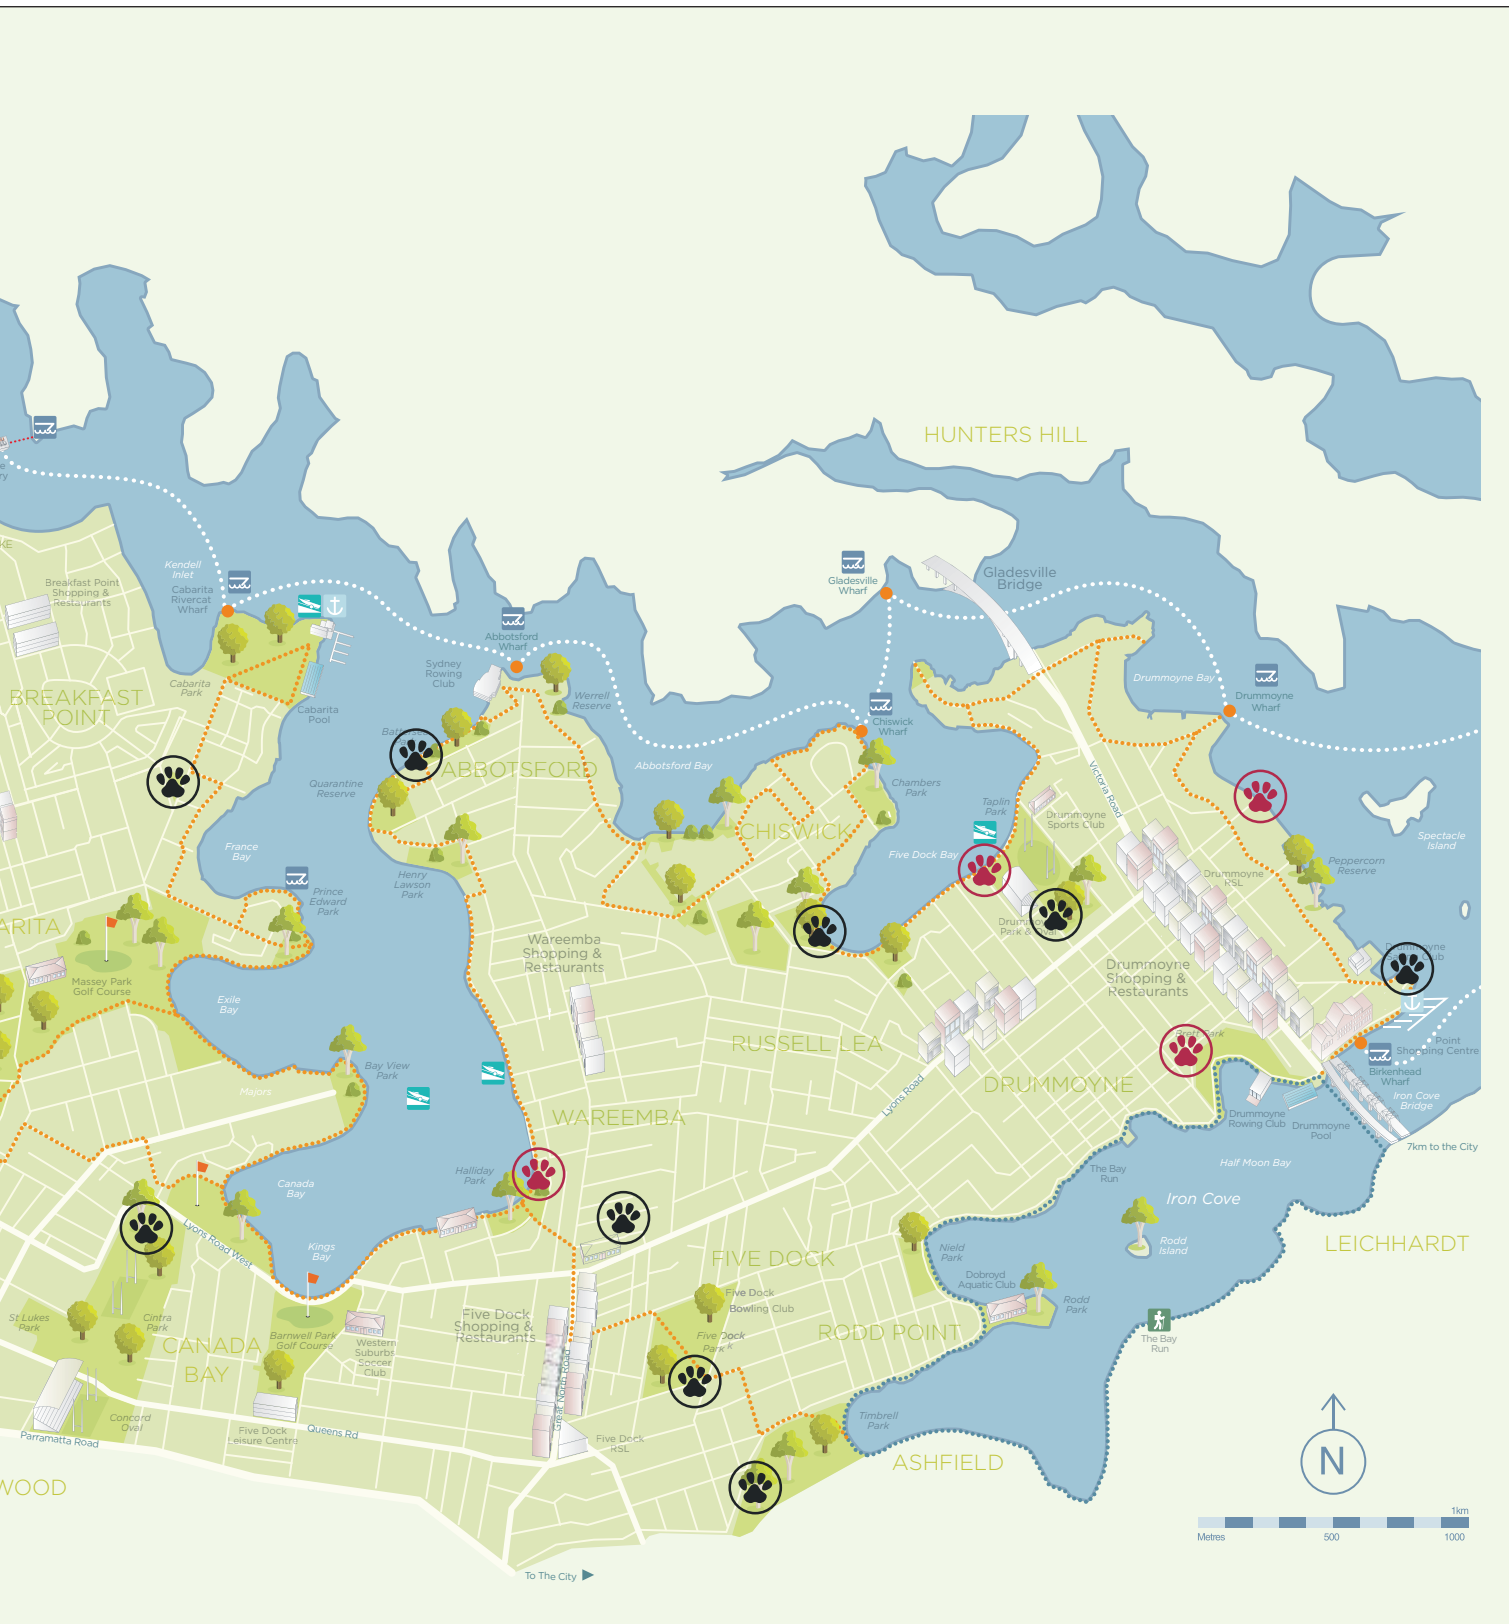 HUNTERS HILL
KE
Breakfast Point
Shopping &
Restaurants
Kendell
Inlet
Cabarita
Rivercat
Wharf
Gladesville
Wharf
Gladesville
Bridge
Abbotsford
Wharf
Sydney
Rowing
Club
Cabarita
Park
Cabarita
Pool
BREAKFAST
POINT
Werrell
Reserve
Drummoyne Bay
Drummoyne
Wharf
Chiswick
Wharf
ABBOTSFORD
Abbotsford Bay
Quarantine
Reserve
Chambers
Park
Victoria Road
Taplin
Park
Drummoyne
Sports Club
CHISWICK
Spectacle
Island
France
Bay
Five Dock Bay
Peppercorn
Reserve
Henry
Lawson
Park
Drummoyne
RSL
Prince
Edward
Park
ARITA
Park & Oval
Wareemba
Shopping &
Restaurants
Drummoyne
Shopping &
Restaurants
Massey Park
Golf Course
Exile
Bay
RUSSELL LEA
Brett Park
Point
Shopping Centre
Bay View
Park
Birkenhead
Wharf
Majors
DRUMMOYNE
Lyons Road
Iron Cove
Bridge
WAREEMBA
Drummoyne
Rowing Club
Drummoyne
Pool
7km to the City
Half Moon Bay
Halliday
Park
The Bay
Run
Canada
Bay
Iron Cove
Lyons Road West
Kings
Bay
Rodd
Island
LEICHHARDT
FIVE DOCK
Nield
Park
Dobroyd
Aquatic Club
Rodd
Park
Five Dock
Bowling Club
St Lukes
Park
Cintra
Park
Five Dock
Shopping &
Restaurants
CANADA
BAY
Barnwell Park
Golf Course
Western
Suburbs
Soccer
Club
Five Dock
Park
RODD POINT
The Bay
Run
Great North Road
Concord
Oval
Timbrell
Park
Parramatta Road
Five Dock
Leisure Centre
Queens Rd
Five Dock
RSL
ASHFIELD
N
WOOD
1km
Metres
500
1000
To The City